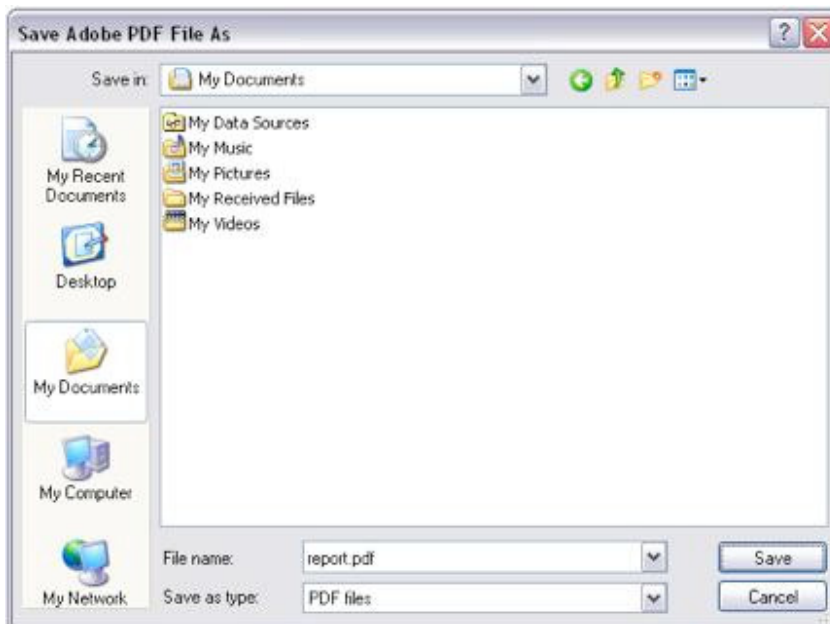 Save Adobe PDF File As
Save in:
My Documents
My Recent
Documents
Desktop
My Documents
My Computer
My Network
My Data Sources
My Music
My Pictures
My Received Files
My Videos
File name:
report.pdf
Save
Save as type:
PDF files
Cancel